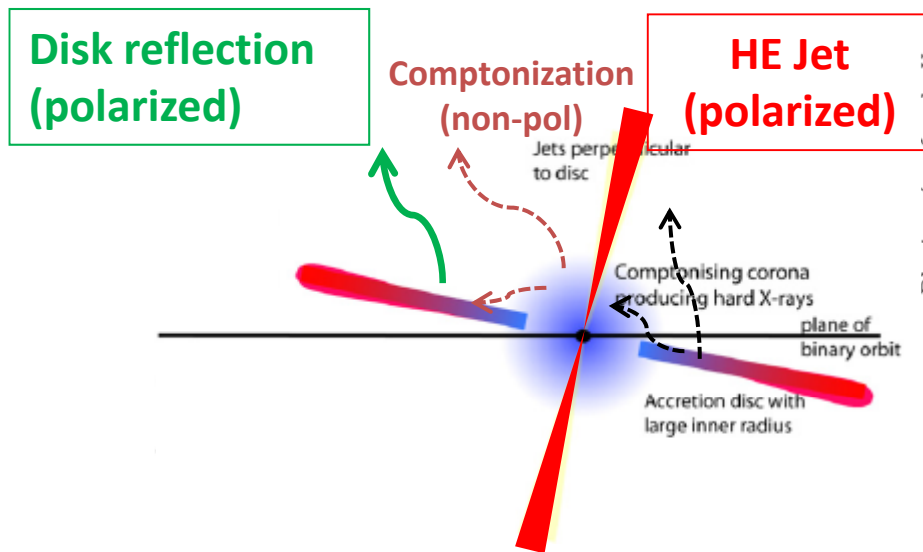 Disk reflection
(polarized)
Comptonization
(non-pol)
HE Jet
(polarized)
to disc
Comptonising corona
producing hard X-rays
plane of
binary orbit
Accretion disc with
large inner radius
Jets